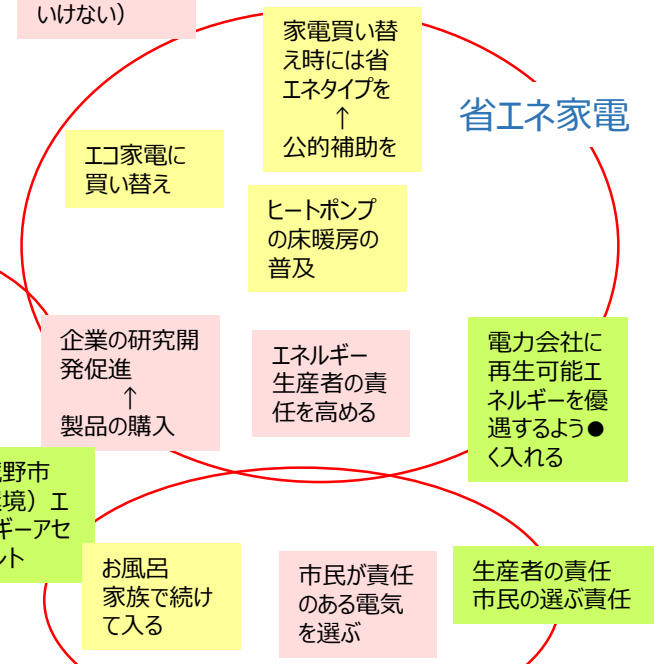 いけない）
家電買い替
え時には省
エネタイプを
↑
公的補助を
省エネ家電
エコ家電に
買い替え
ヒートポンプ
の床暖房の
普及
企業の研究開
発促進
↑
製品の購入
エネルギー
生産者の責
任を高める
電力会社に
再生可能エ
ネルギーを優
遇するよう●
く入れる
野市
境）エ
ギーアセ
ント
お風呂
家族で続け
て入る
市民が責任
のある電気
を選ぶ
生産者の責任
市民の選ぶ責任